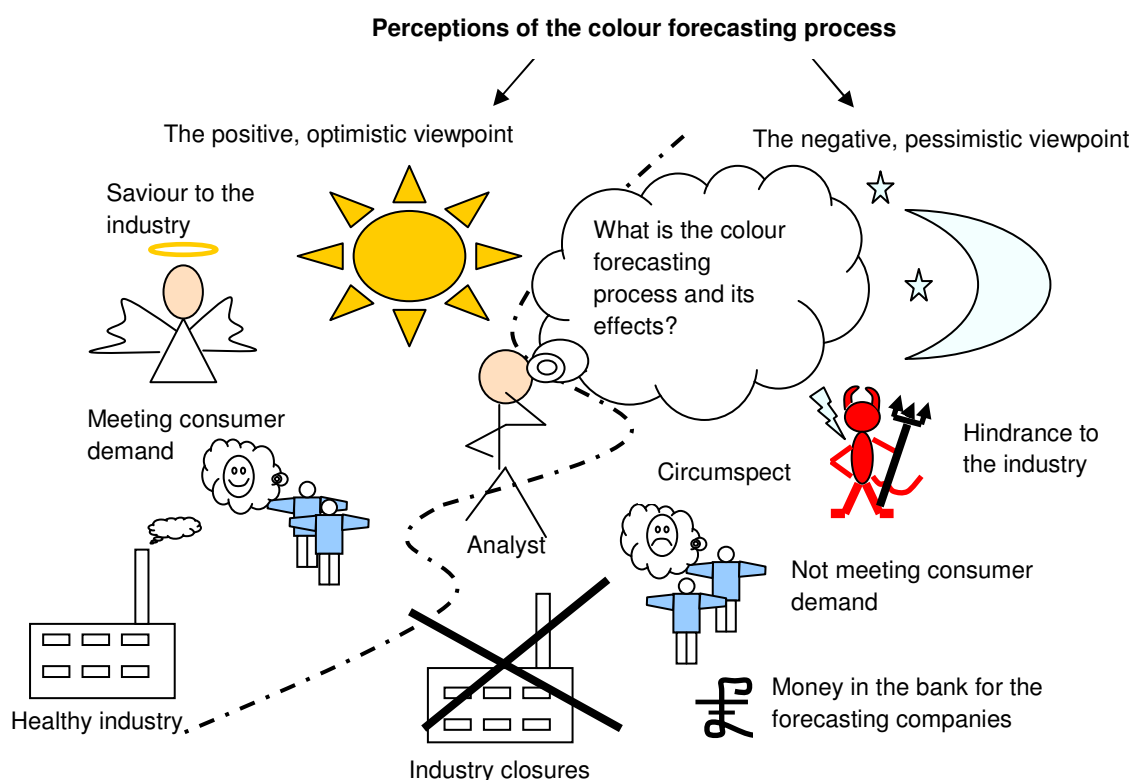 Perceptions of the colour forecasting process
The positive, optimistic viewpoint
The negative, pessimistic viewpoint
Saviour to the
industry
What is the colour
forecasting
process and its
effects?
Meeting consumer
demand
Hindrance to
the industry
Circumspect
Analyst
Not meeting consumer
demand
Healthy industry
£
Money in the bank for the
forecasting companies
Industry closures